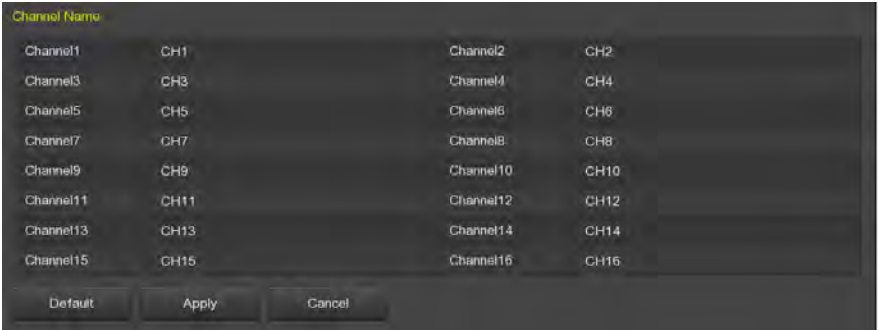 Channel Name
Channel1 CH1 Channel2 CH2
Channel3 CH3 Channel4 CH4
Channel5 CH5 Channel6 CH6
Channel7 CH7 Channel8 CH8
Channel9 CH9 Channel10 CH10
Channel11 CH11 Channel12 CH12
Channel13 CH13 Channel14 CH14
Channel15 CH15 Channel16 CH16
Default Apply Cancel